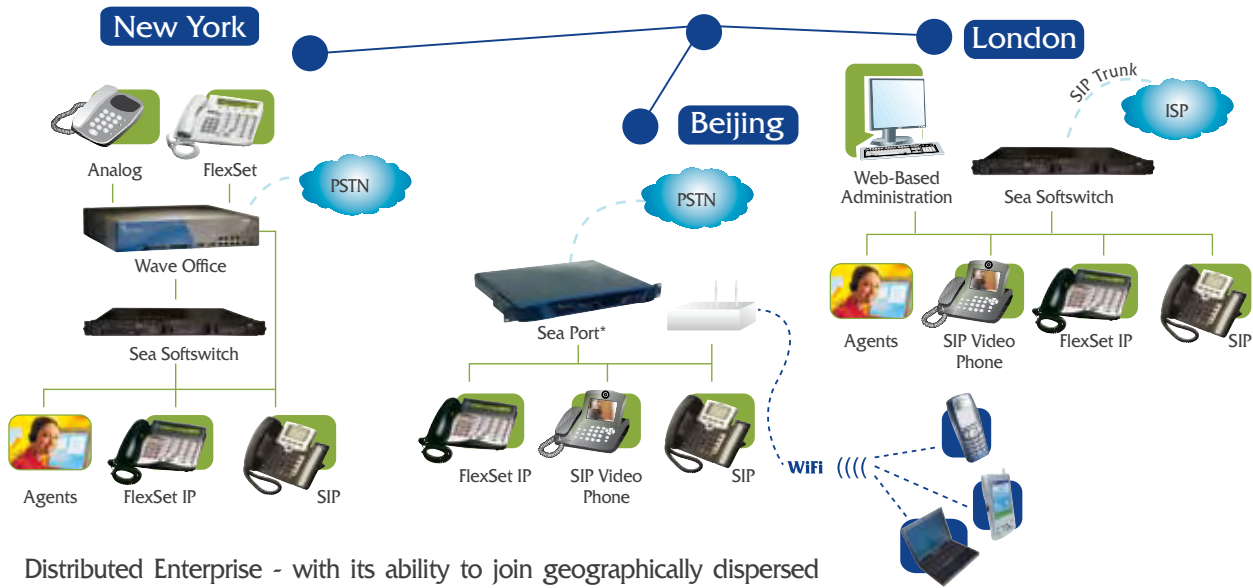 New York
London
Beijing
Analog
FlexSet
PSTN
Wave Office
Sea Softswitch
Agents
FlexSet IP
SIP
PSTN
Sea Port*
FlexSet IP
SIP Video
Phone
SIP
WiFi
SIP Trunk
ISP
Web-Based
Administration
Sea Softswitch
Agents
SIP Video
Phone
FlexSet IP
SIP
Distributed Enterprise - with its ability to join geographically dispersed